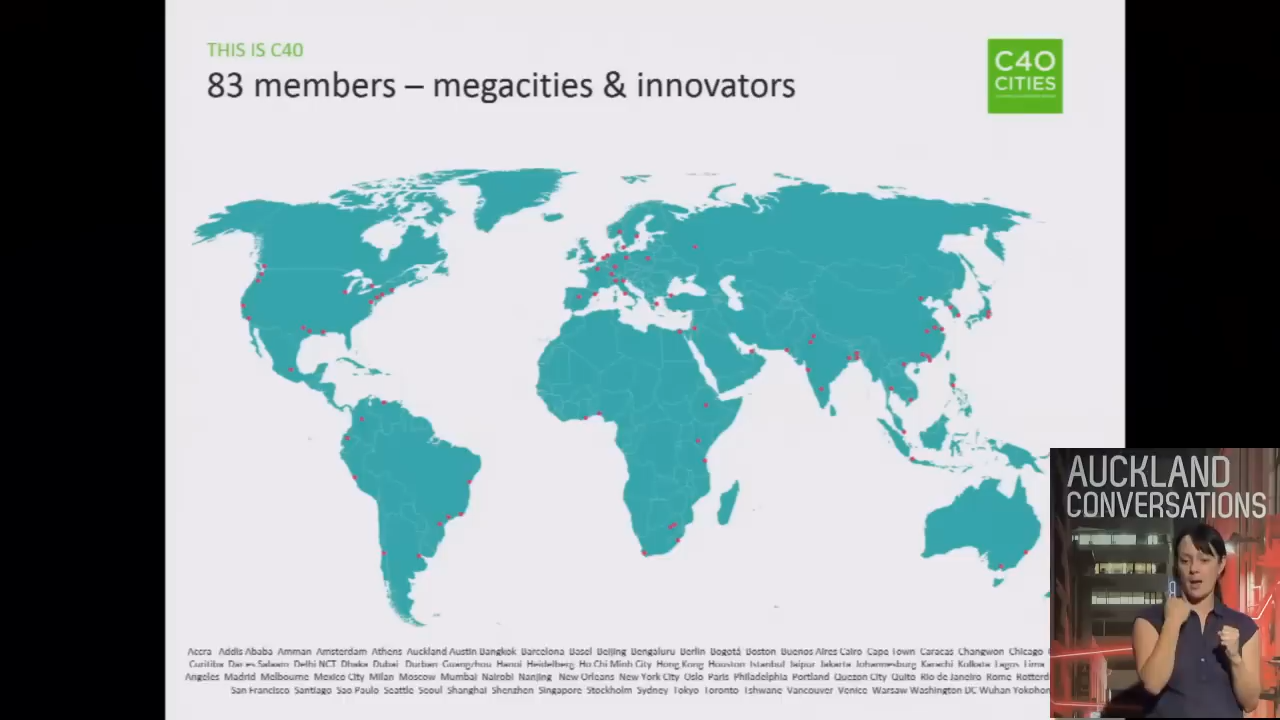 THIS IS C40
83 members – megacities & innovators
C40
CITIES
AUCKLAND
CONVERSATIONS
Accra Addis Ababa Amman Amsterdam Athens Auckland Austin Bangkok Barcelona Basel Beijing Bengaluru Berlin Bogotá Boston Buenos Aires Cairo Cape Town Caracas Changwon Chicago
Curitiba Dar es Salaam Delhi NCT Dhaka Dubai Durban Guangzhou Hanoi Heidelberg Ho Chi Minh City Hong Kong Houston Istanbul Jaipur Jakarta Johannesburg Karachi Kolkata Lagos Lima
Angeles Madrid Melbourne Mexico City Milan Moscow Mumbai Nairobi Nanjing New Orleans New York City Oslo Paris Philadelphia Portland Quezon City Quito Rio de Janeiro Rome Rotterd
San Francisco Santiago Sao Paulo Seattle Seoul Shanghai Shenzhen Singapore Stockholm Sydney Tokyo Toronto Tshwane Vancouver Venice Warsaw Washington DC Wuhan Yokoham